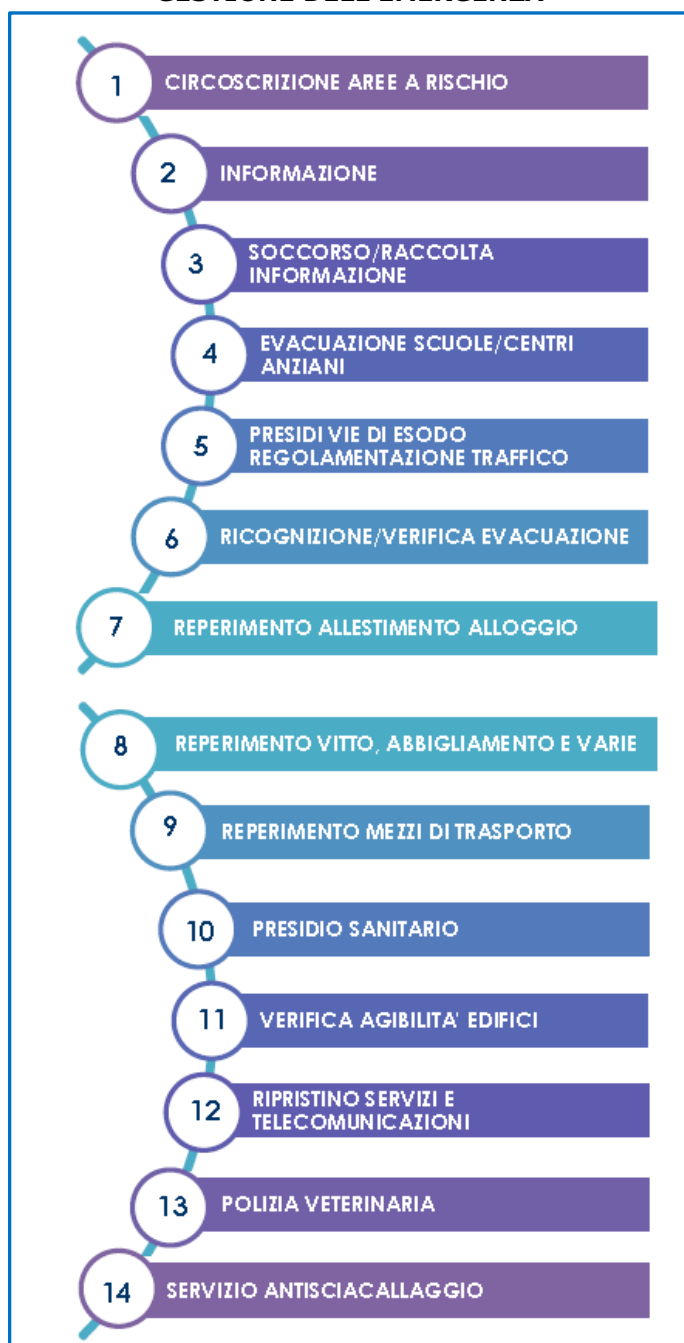 GESTIONE DELL'EMERGENZA
1 CIRCOSCRIZIONE AREE A RISCHIO
2 INFORMAZIONE
3 SOCCORSO/RACCOLTA
INFORMAZIONE
4 EVACUAZIONE SCUOLE/CENTRI
ANZIANI
5 PRESIDI VIE DI ESODO
REGOLAMENTAZIONE TRAFFICO
6 RICOGNIZIONE/VERIFICA EVACUAZIONE
7 REPERIMENTO ALLESTIMENTO ALLOGGIO
8 REPERIMENTO VITTO, ABBIGLIAMENTO E VARIE
9 REPERIMENTO MEZZI DI TRASPORTO
10 PRESIDIO SANITARIO
11 VERIFICA AGIBILITA' EDIFICI
12 RIPRISTINO SERVIZI E
TELECOMUNICAZIONI
13 POLIZIA VETERINARIA
14 SERVIZIO ANTISCIACALLAGGIO